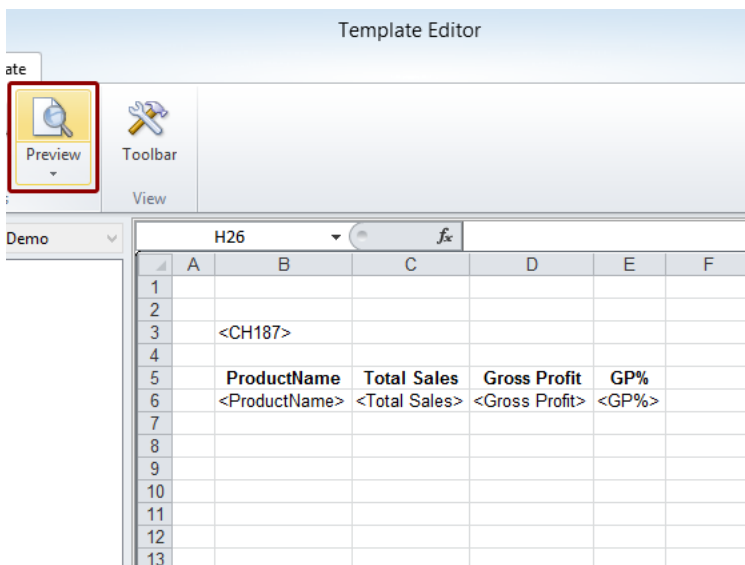 Template Editor
ate
Preview
Toolbar
View
Demo
H26 fx
A B C D E F
1
2
3 <CH187>
4
5 ProductName Total Sales Gross Profit GP%
6 <ProductName> <Total Sales> <Gross Profit> <GP%>
7
8
9
10
11
12
13